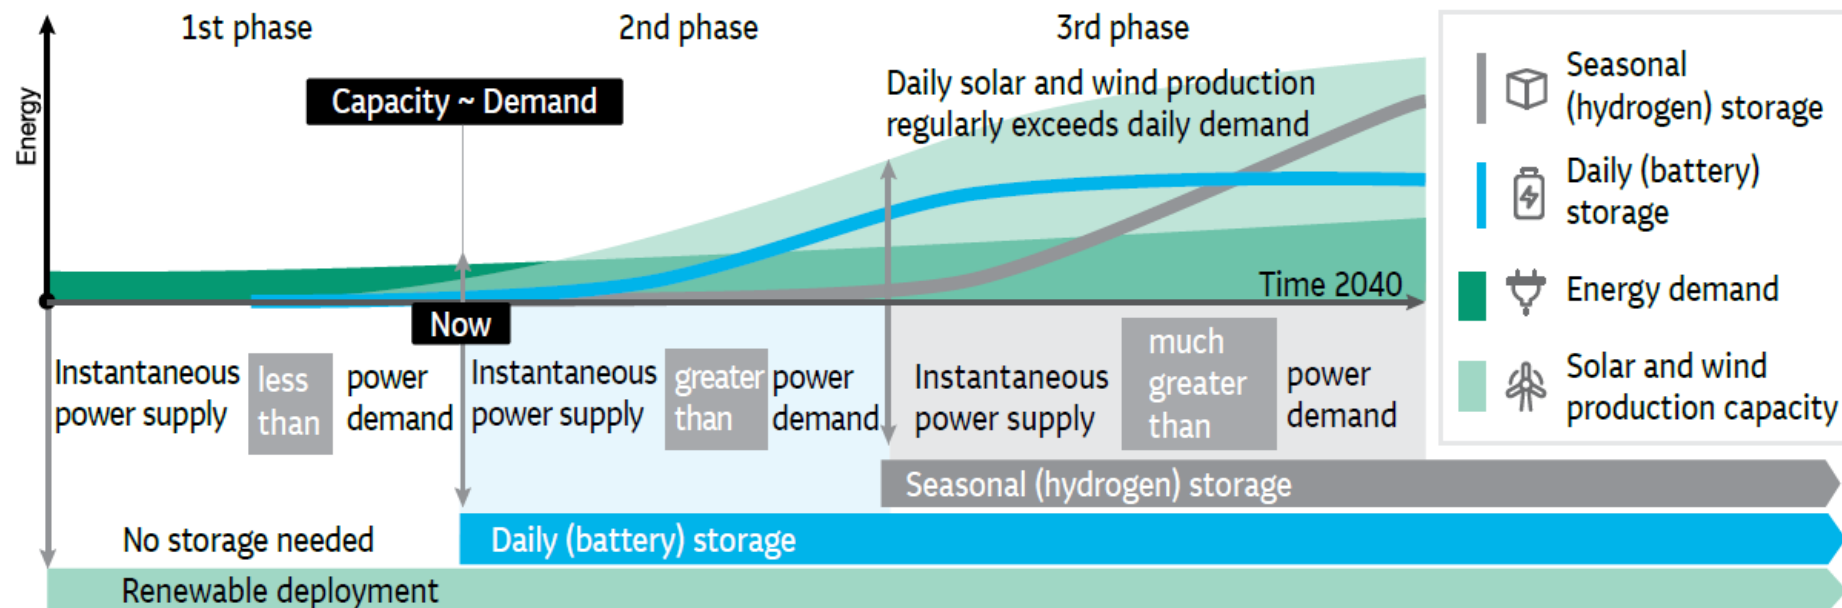 1st phase
2nd phase
3rd phase
Energy
Capacity ~ Demand
Daily solar and wind production
regularly exceeds daily demand
Time 2040
Now
Instantaneous
power supply
less
than
power
demand
Instantaneous
power supply
greater
than
power
demand
Instantaneous
power supply
much
greater
than
power
demand
Seasonal (hydrogen) storage
No storage needed
Daily (battery) storage
Renewable deployment
Seasonal
(hydrogen) storage
Daily (battery)
storage
Energy demand
Solar and wind
production capacity